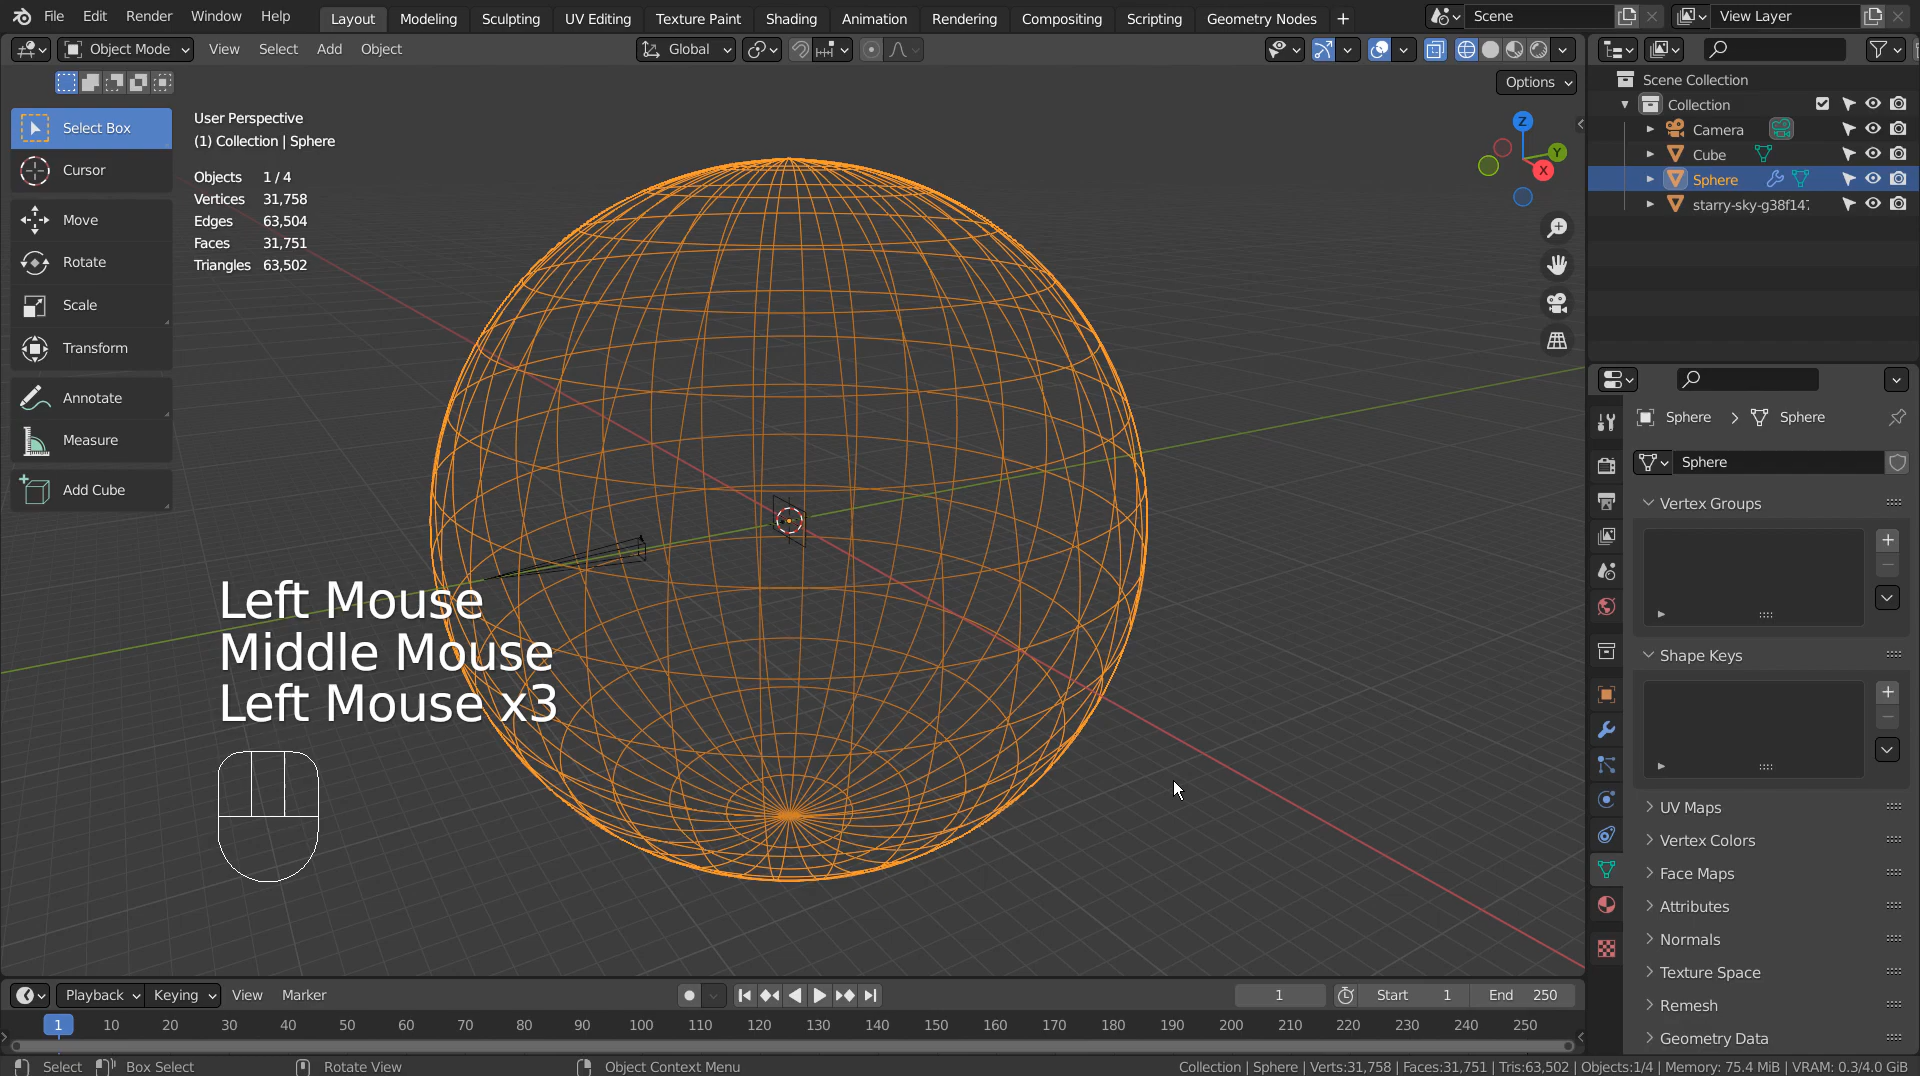 File Edit Render Window Help
Layout Modeling Sculpting UV Editing Texture Paint Shading Animation Rendering Compositing Scripting Geometry Nodes +
Scene
View Layer
Object Mode View Select Add Object
Global
Options
Select Box
Cursor
Move
Rotate
Scale
Transform
Annotate
Measure
Add Cube
User Perspective
(1) Collection | Sphere
Objects 1 / 4
Vertices 31,758
Edges 63,504
Faces 31,751
Triangles 63,502
Z
Y
X
Left Mouse
Middle Mouse
Left Mouse x3
Scene Collection
Collection
Camera
Cube
Sphere
starry-sky-g38f147
Sphere > Sphere
Sphere
Vertex Groups
Shape Keys
UV Maps
Vertex Colors
Face Maps
Attributes
Normals
Texture Space
Remesh
Geometry Data
Playback Keying View Marker
1
Start 1
End 250
1 10 20 30 40 50 60 70 80 90 100 110 120 130 140 150 160 170 180 190 200 210 220 230 240 250
Select Box Select Rotate View Object Context Menu
Collection | Sphere | Verts:31,758 | Faces:31,751 | Tris:63,502 | Objects:1/4 | Memory: 75.4 MiB | VRAM: 0.3/4.0 GiB